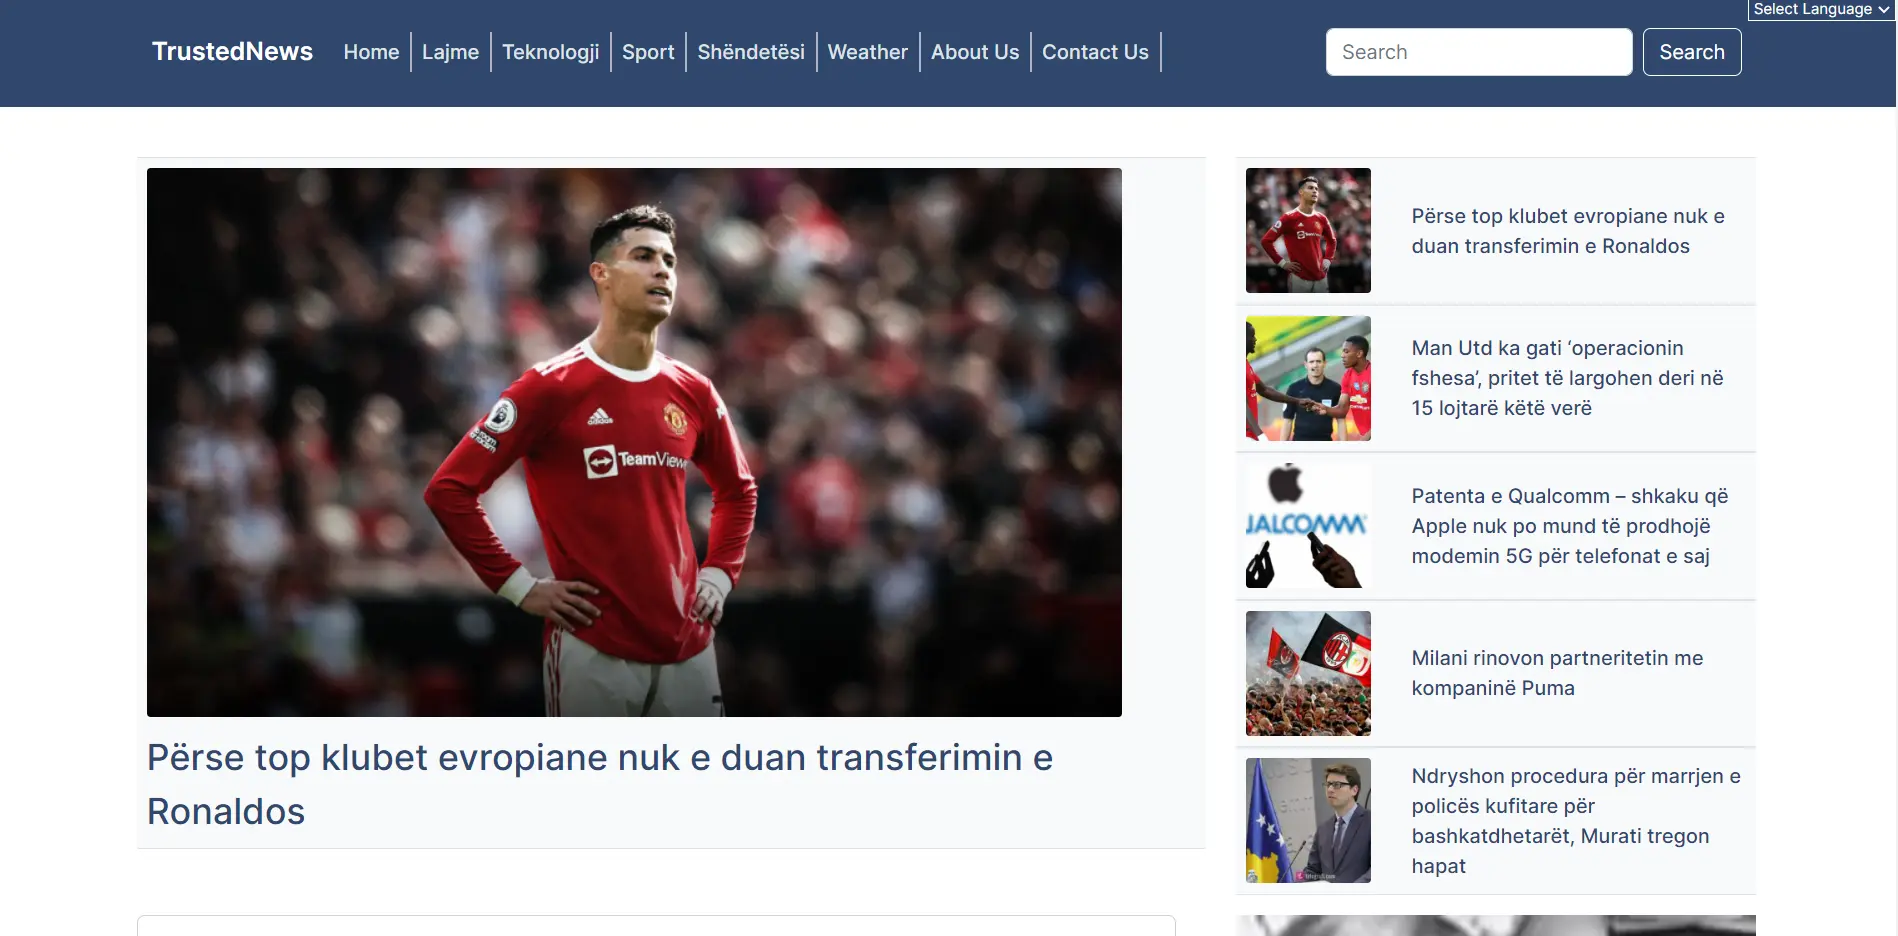 Select Language
TrustedNews
Home
Lajme
Teknologji
Sport
Shëndetësi
Weather
About Us
Contact Us
Search
Search
adidas
TeamView
Përse top klubet evropiane nuk e duan transferimin e
Ronaldos
Përse top klubet evropiane nuk e
duan transferimin e Ronaldos
Man Utd ka gati ‘operacionin
fshesa’, pritet të largohen deri në
15 lojtarë këtë verë
JALCOMM
Patenta e Qualcomm – shkaku që
Apple nuk po mund të prodhojë
modemin 5G për telefonat e saj
Milani rinovon partneritetin me
kompaninë Puma
Ndryshon procedura për marrjen e
policës kufitare për
bashkatdhetarët, Murati tregon
hapat